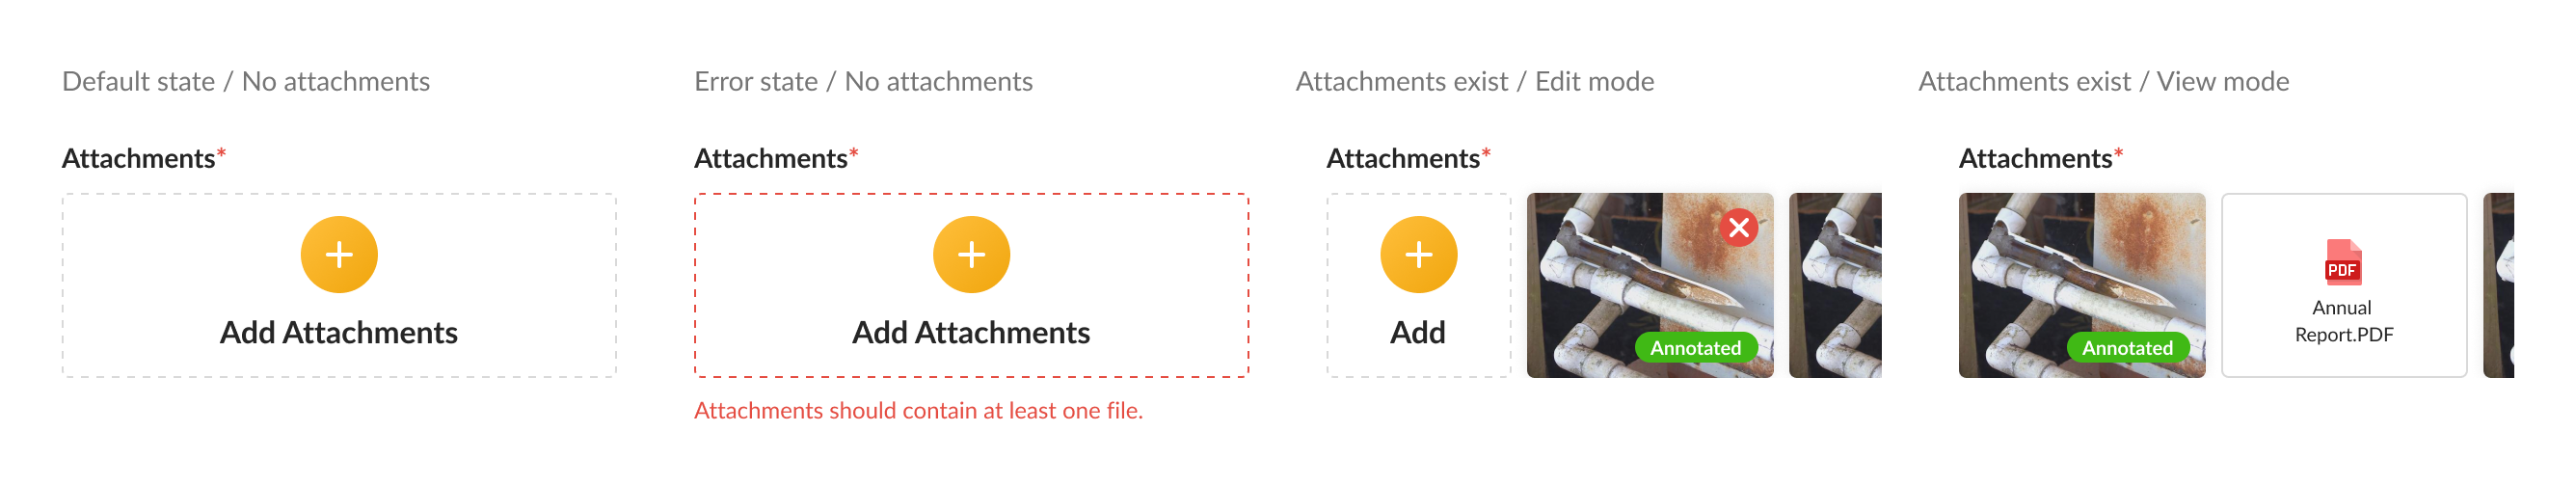 Default state / No attachments
Attachments*
Add Attachments
Error state / No attachments
Attachments*
Add Attachments
Attachments should contain at least one file.
Attachments exist / Edit mode
Attachments*
Add
Annotated
Attachments exist / View mode
Attachments*
Annotated
PDF
Annual
Report.PDF